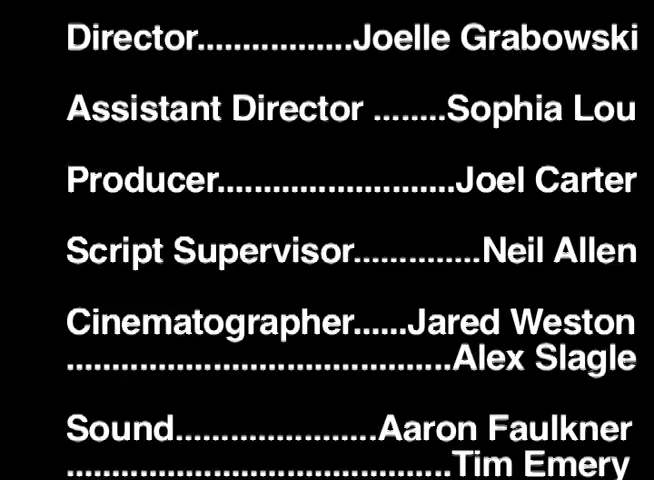 Director.................Joelle Grabowski
Assistant Director ........Sophia Lou
Producer..........................Joel Carter
Script Supervisor..............Neil Allen
Cinematographer......Jared Weston
..........................................Alex Slagle
Sound......................Aaron Faulkner
..........................................Tim Emery